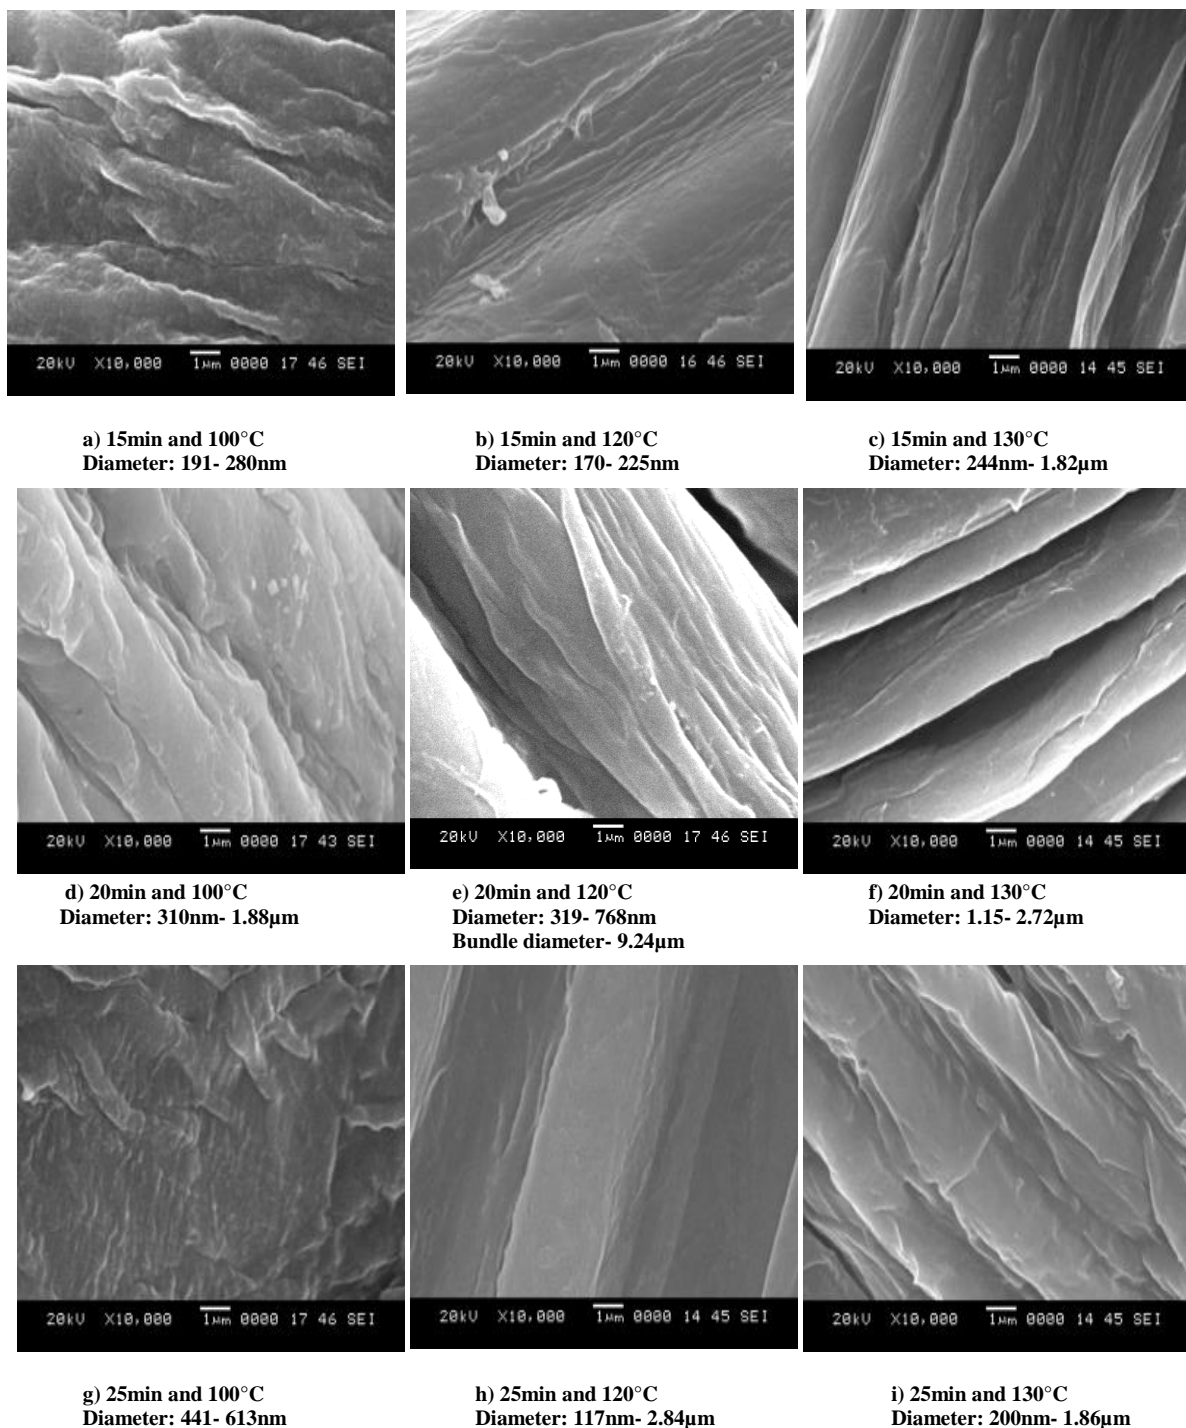 20kV X10,000 1μm 0000 17 46 SEI
20kV X10,000 1μm 0000 16 46 SEI
20kV X10,000 1μm 0000 14 45 SEI
a) 15min and 100°C
Diameter: 191- 280nm
b) 15min and 120°C
Diameter: 170- 225nm
c) 15min and 130°C
Diameter: 244nm- 1.82μm
20kV X10,000 1μm 0000 17 43 SEI
20kV X10,000 1μm 0000 17 46 SEI
20kV X10,000 1μm 0000 14 45 SEI
d) 20min and 100°C
Diameter: 310nm- 1.88μm
e) 20min and 120°C
Diameter: 319- 768nm
Bundle diameter- 9.24μm
f) 20min and 130°C
Diameter: 1.15- 2.72μm
20kV X10,000 1μm 0000 17 46 SEI
20kV X10,000 1μm 0000 14 45 SEI
20kV X10,000 1μm 0000 14 45 SEI
g) 25min and 100°C
Diameter: 441- 613nm
h) 25min and 120°C
Diameter: 117nm- 2.84μm
i) 25min and 130°C
Diameter: 200nm- 1.86μm